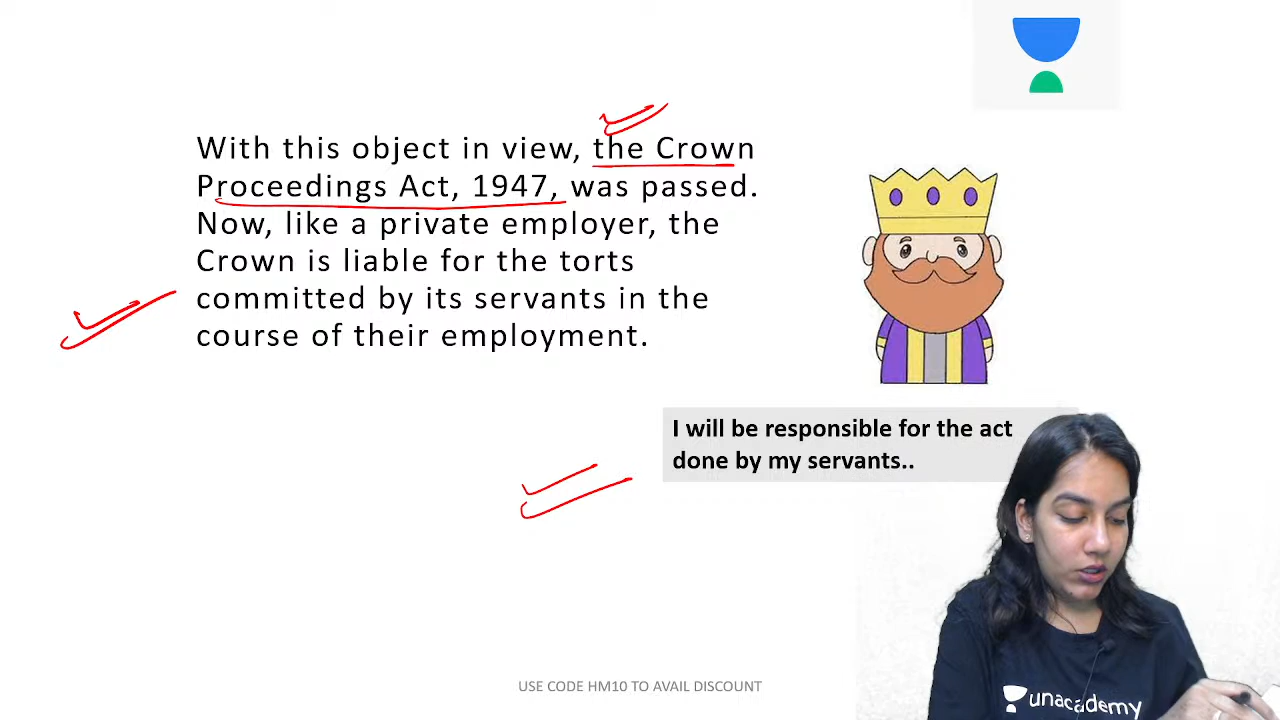 With this object in view, the Crown
Proceedings Act, 1947, was passed.
Now, like a private employer, the
Crown is liable for the torts
committed by its servants in the
course of their employment.
I will be responsible for the act
done by my servants..
unacademy
USE CODE HM10 TO AVAIL DISCOUNT